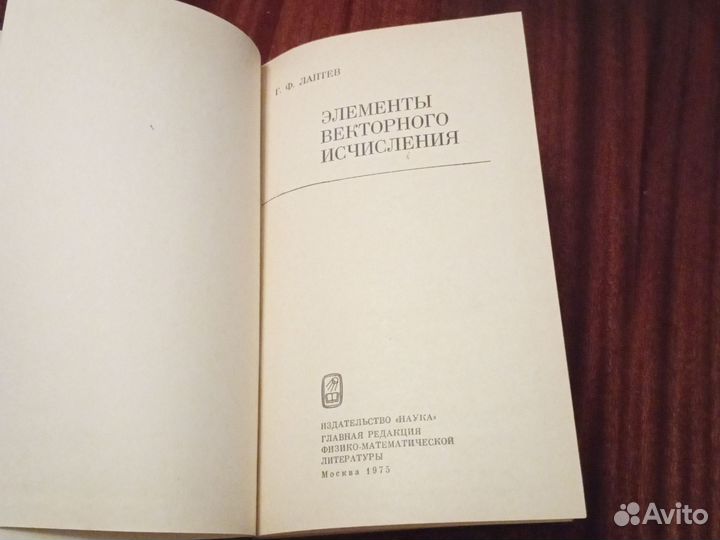 Г. Ф. ЛАПТЕВ
ЭЛЕМЕНТЫ
ВЕКТОРНОГО
ИСЧИСЛЕНИЯ
ИЗДАТЕЛЬСТВО «НАУКА»
ГЛАВНАЯ РЕДАКЦИЯ
ФИЗИКО-МАТЕМАТИЧЕСКОЙ
ЛИТЕРАТУРЫ
Москва 1975
Avito